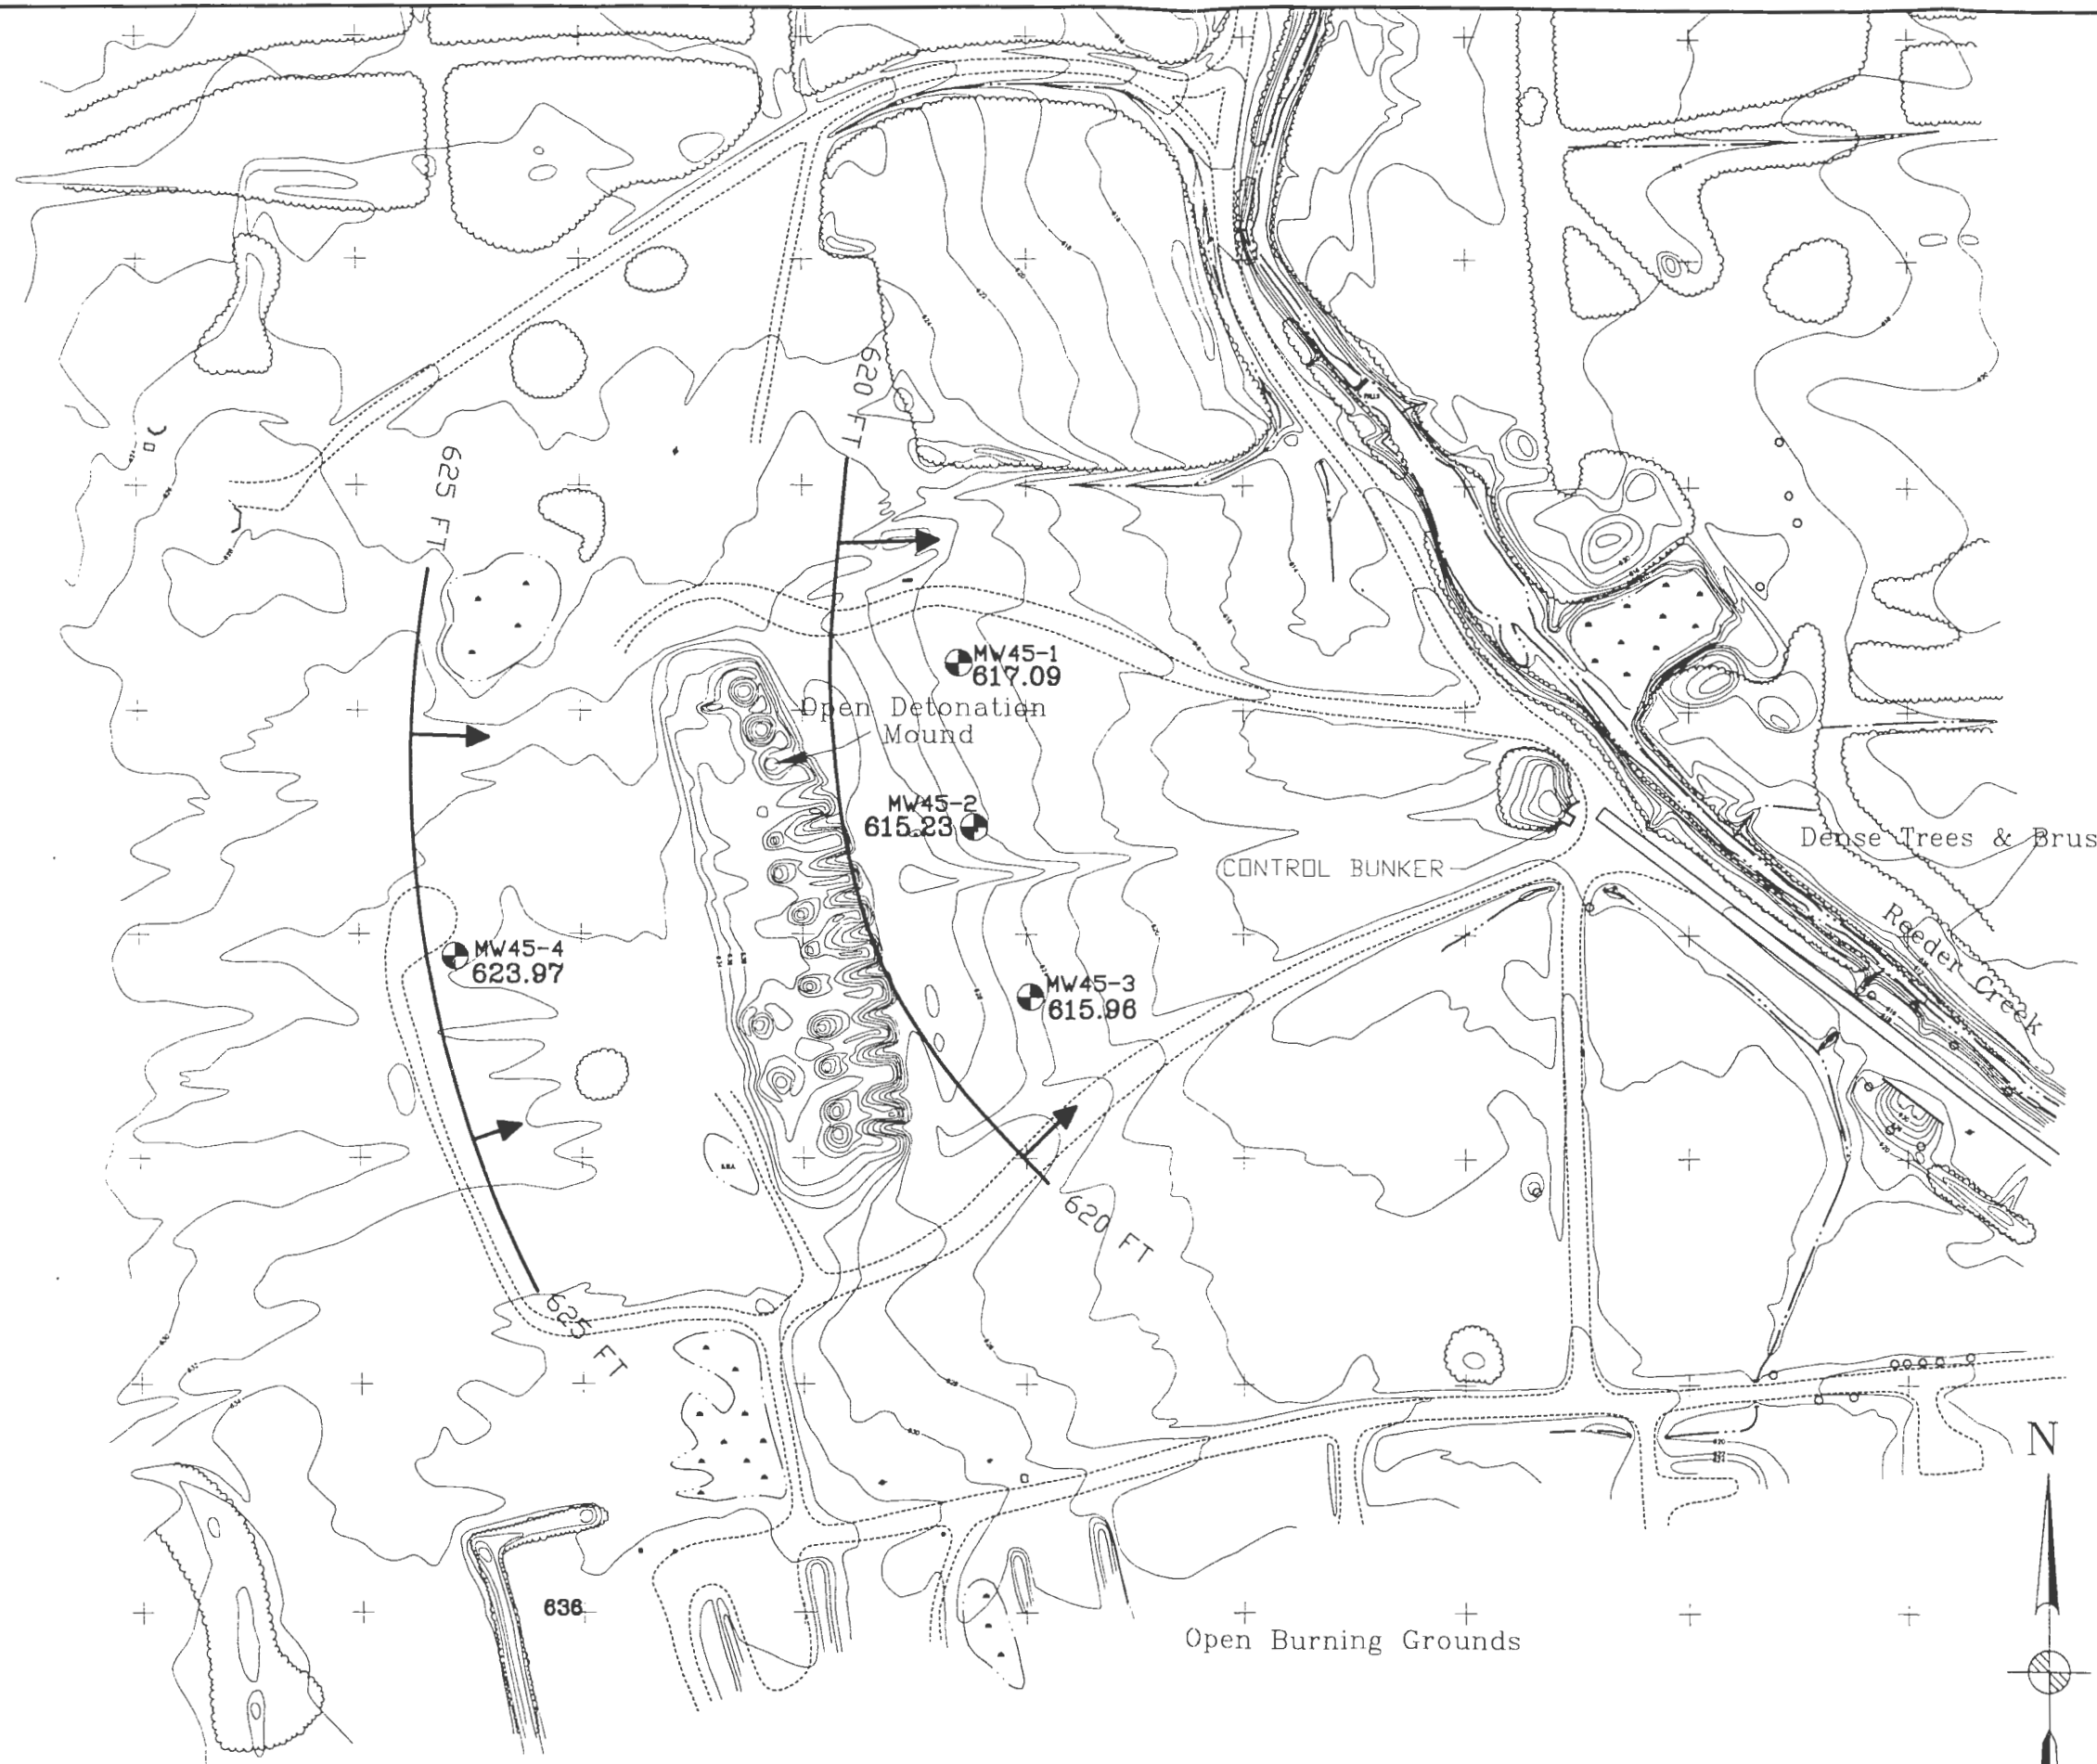 620 FT
625 FT
MW45-1
617.09
Open Detonation
Mound
MW45-2
615.23
CONTROL BUNKER
Dense Trees & Brus
Reeder Creek
MW45-4
623.97
MW45-3
615.96
620 FT
625 FT
N
636
Open Burning Grounds